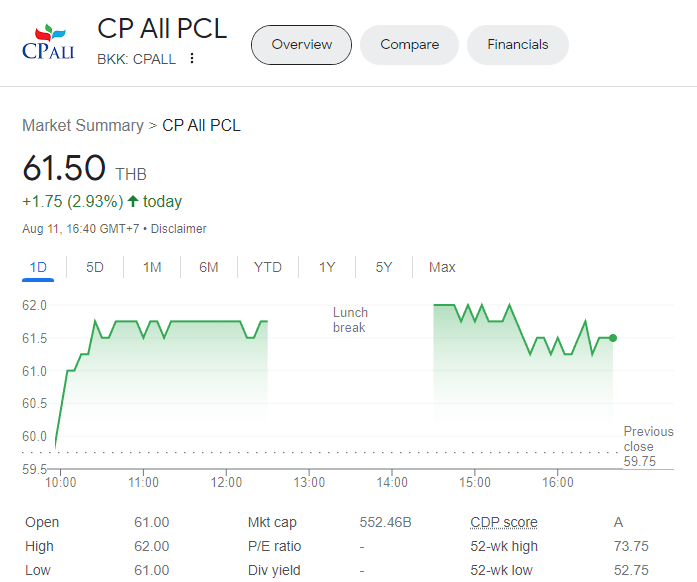 CP All PCL
CPALL
BKK: CPALL
Overview
Compare
Financials
Market Summary > CP All PCL
61.50 THB
+1.75 (2.93%) today
Aug 11, 16:40 GMT+7 • Disclaimer
1D 5D 1M 6M YTD 1Y 5Y Max
62.0
61.5
61.0
60.5
60.0
59.5
Lunch
break
Previous
close
59.75
10:00 11:00 12:00 13:00 14:00 15:00 16:00
Open 61.00 Mkt cap 552.46B CDP score A
High 62.00 P/E ratio - 52-wk high 73.75
Low 61.00 Div yield - 52-wk low 52.75